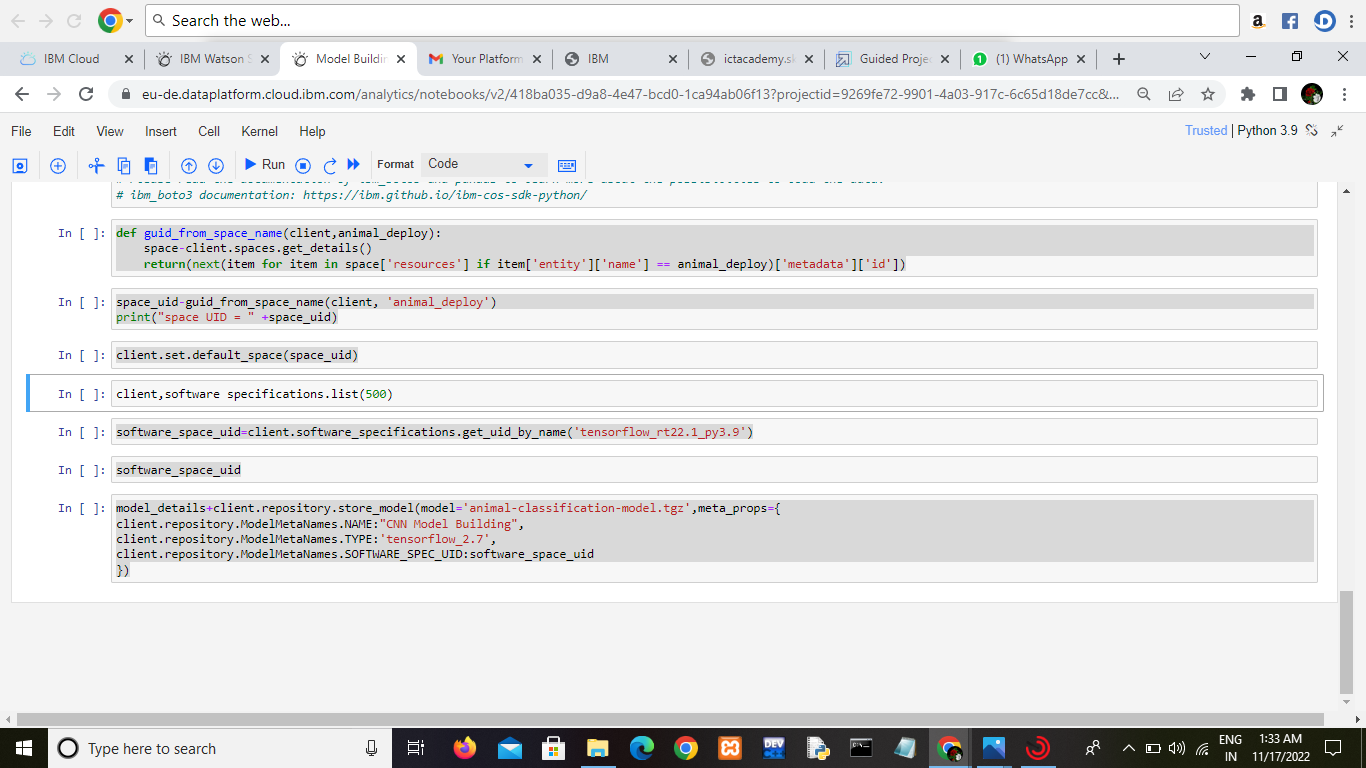 Search the web...
IBM Cloud
IBM Watson S
Model Buildin
Your Platform
IBM
ictacademy.sk
Guided Projec
(1) WhatsApp
eu-de.dataplatform.cloud.ibm.com/analytics/notebooks/v2/418ba035-d9a8-4e47-bcd0-1ca94ab06f13?projectid=9269fe72-9901-4a03-917c-6c65d18de7cc&...
File Edit View Insert Cell Kernel Help
Trusted | Python 3.9
Run
Format
Code
# ibm_boto3 documentation: https://ibm.github.io/ibm-cos-sdk-python/
In [ ]: def guid_from_space_name(client,animal_deploy):
space-client.spaces.get_details()
return(next(item for item in space['resources'] if item['entity']['name'] == animal_deploy)['metadata']['id'])
In [ ]: space_uid-guid_from_space_name(client, 'animal_deploy')
print("space UID = " +space_uid)
In [ ]: client.set.default_space(space_uid)
In [ ]: client,software specifications.list(500)
In [ ]: software_space_uid=client.software_specifications.get_uid_by_name('tensorflow_rt22.1_py3.9')
In [ ]: software_space_uid
In [ ]: model_details+client.repository.store_model(model='animal-classification-model.tgz',meta_props={
client.repository.ModelMetaNames.NAME:"CNN Model Building",
client.repository.ModelMetaNames.TYPE:'tensorflow_2.7',
client.repository.ModelMetaNames.SOFTWARE_SPEC_UID:software_space_uid
})
Type here to search
DEV
ENG
IN
1:33 AM
11/17/2022